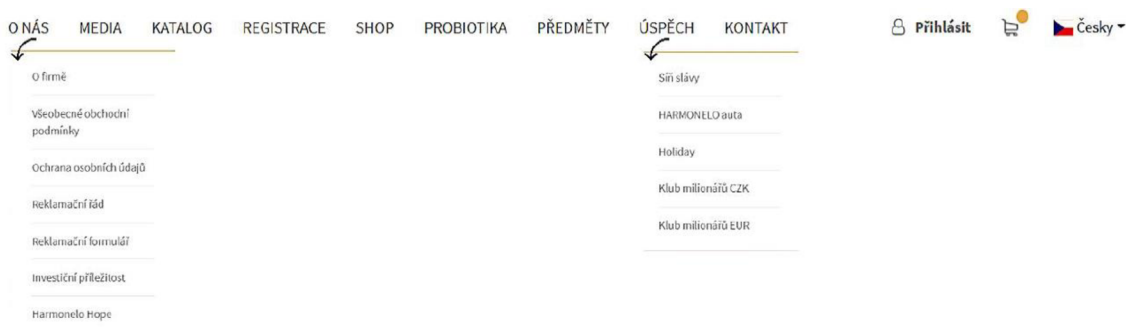 O NÁS MEDIA KATALOG REGISTRACE SHOP PROBIOTIKA PŘEDMĚTY ÚSPĚCH KONTAKT Přihlásit Česky
O firmě
Všeobecné obchodní
podmínky
Ochrana osobních údajů
Reklamační řád
Reklamační formulář
Investiční příležitost
Harmonelo Hope
Síň slávy
HARMONELO auta
Holiday
Klub milionářů CZK
Klub milionářů EUR